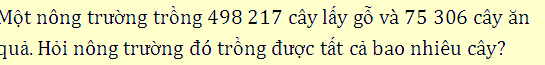 Một nông trường trồng 498 217 cây lấy gỗ và 75 306 cây ăn
quả. Hỏi nông trường đó trồng được tất cả bao nhiêu cây?